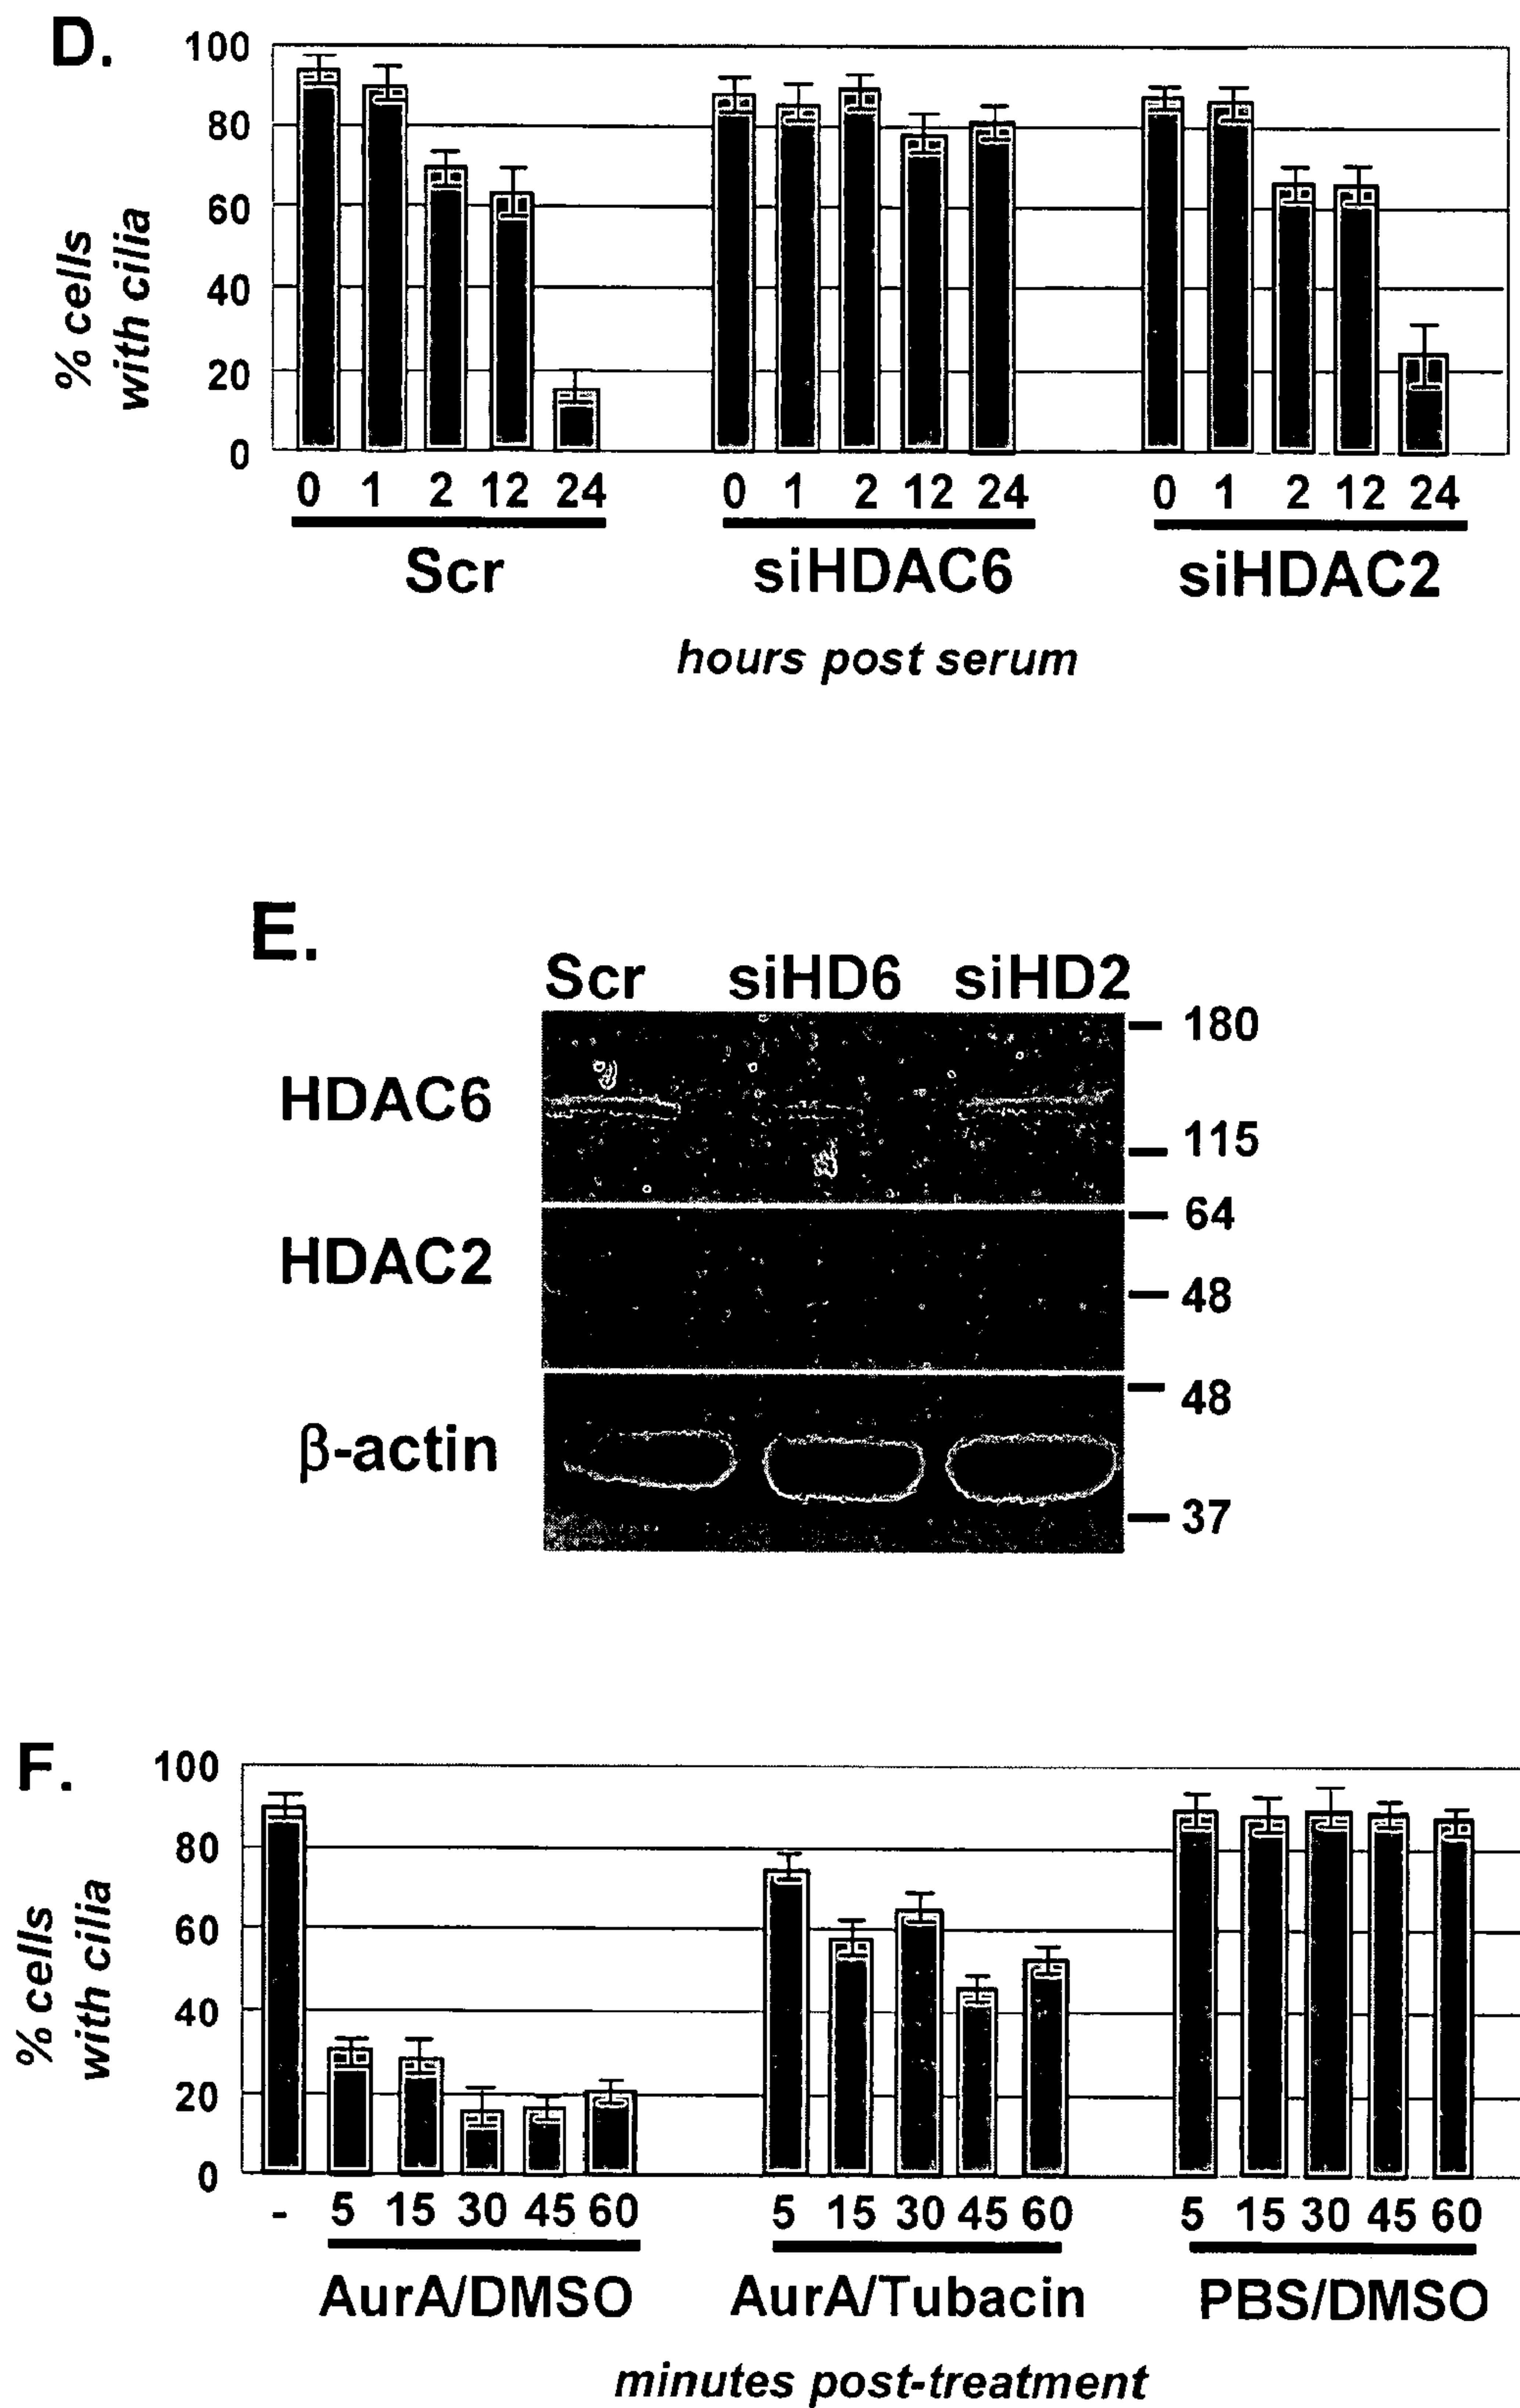 D.
100
80
60
40
20
0
% cells
with cilia
0 1 2 12 24 0 1 2 12 24 0 1 2 12 24
Scr siHDAC6 siHDAC2
hours post serum
E.
Scr siHD6 siHD2
180
HDAC6
115
64
HDAC2
48
48
β-actin
37
F.
100
80
60
40
20
0
% cells
with cilia
- 5 15 30 45 60 5 15 30 45 60 5 15 30 45 60
AurA/DMSO AurA/Tubacin PBS/DMSO
minutes post-treatment